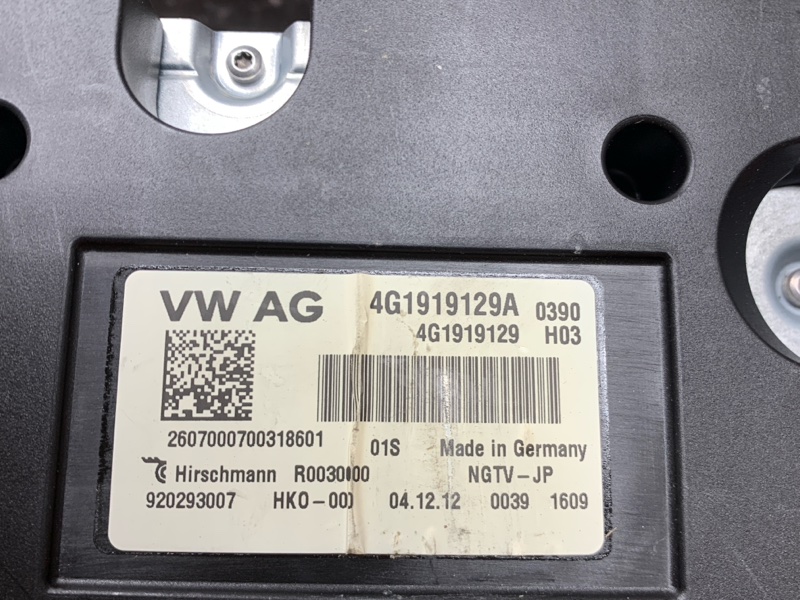 VW AG 4G1919129A 0390
4G1919129 H03
2607000700318601 01S Made in Germany
Hirschmann NGTV-JP
920293007 04.12.12 0039 1609